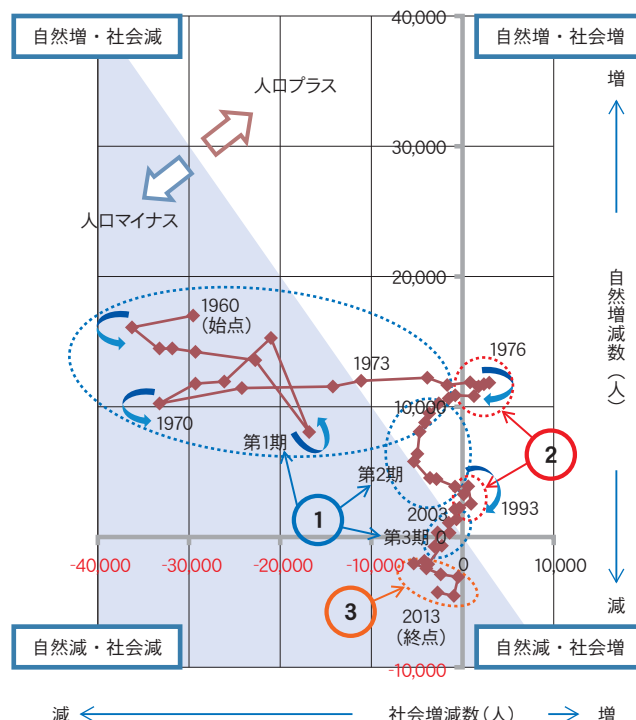 40,000
自然増・社会減
自然増・社会増
増
人口プラス
30,000
人口マイナス
20,000
自然増減数（人）
1960
(始点)
1976
1973
10,000
1970
第1期
第2期
2
1993
2003
1
第3期
0
-40,000
-30,000
-20,000
-10,000
0
10,000
3
2013
(終点)
減
自然減・社会減
自然減・社会増
-10,000
減
社会増減数(人)
増